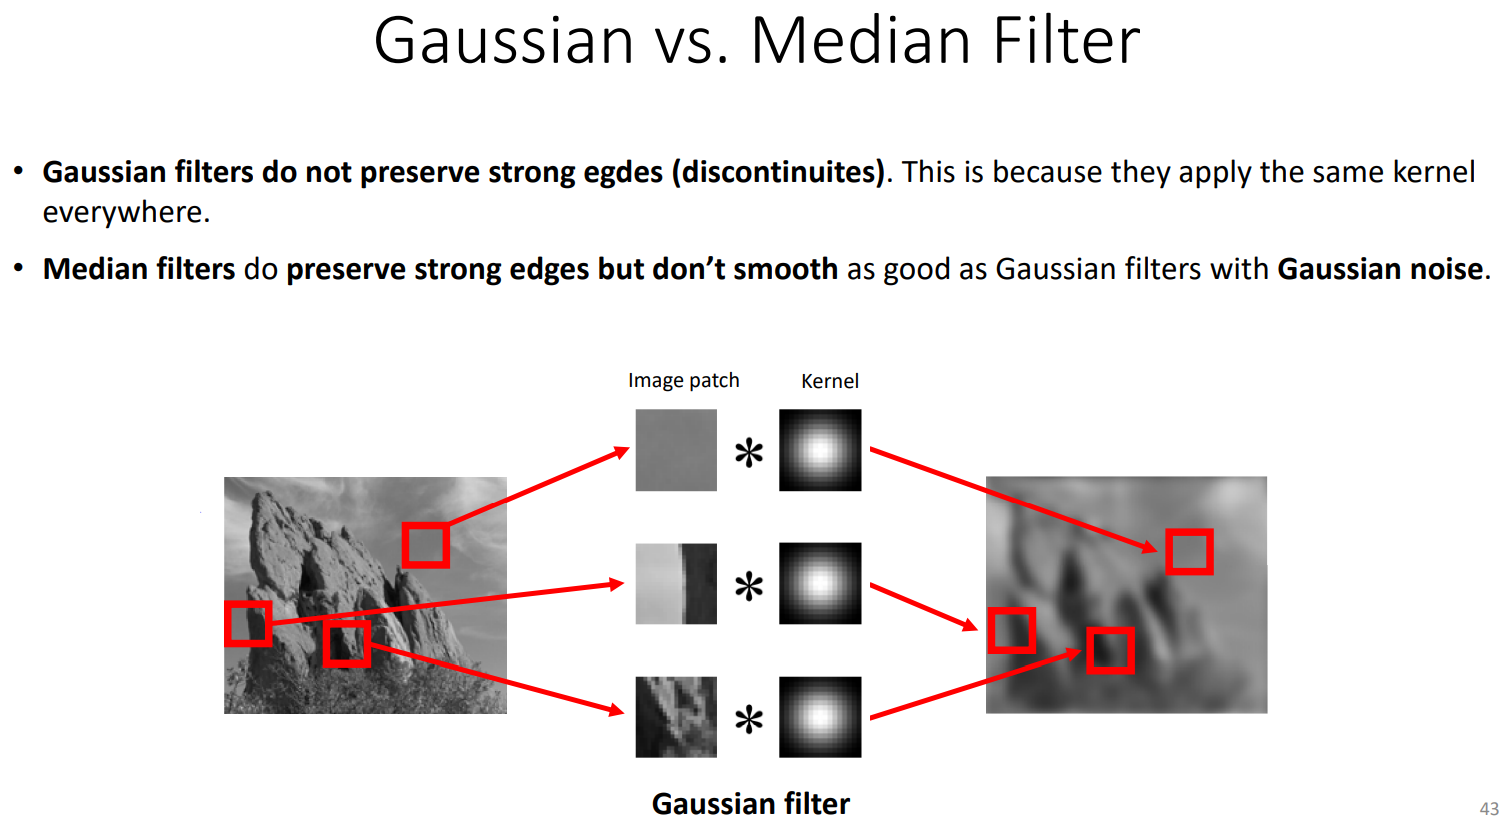 Gaussian vs. Median Filter
• Gaussian filters do not preserve strong egdes (discontinuites). This is because they apply the same kernel
everywhere.
• Median filters do preserve strong edges but don’t smooth as good as Gaussian filters with Gaussian noise.
Image patch
Kernel
*
*
*
Gaussian filter
43